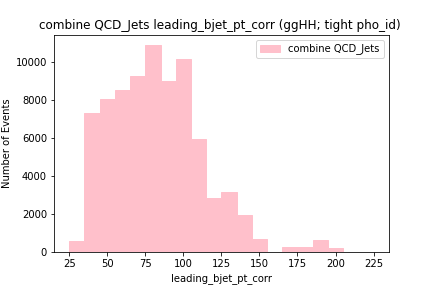 combine QCD_Jets leading_bjet_pt_corr (ggHH; tight pho_id)
combine QCD_Jets
Number of Events
10000
8000
6000
4000
2000
0
25 50 75 100 125 150 175 200 225
leading_bjet_pt_corr